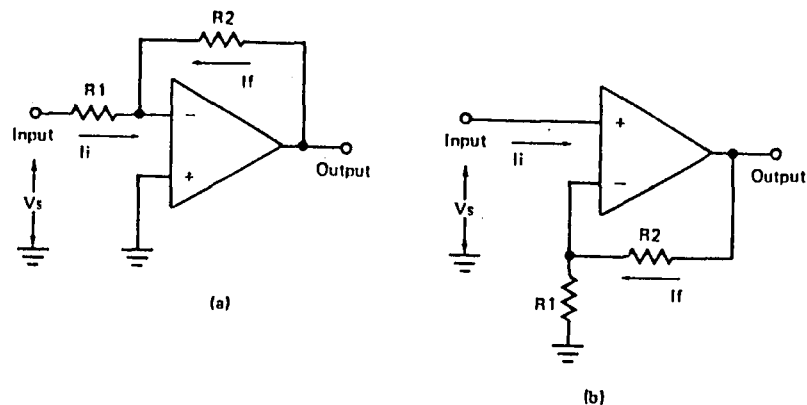 R2
If
R1
Input
Ii
Vs
−
+
Output
(a)
Input
Ii
Vs
+
−
Output
R2
If
R1
(b)